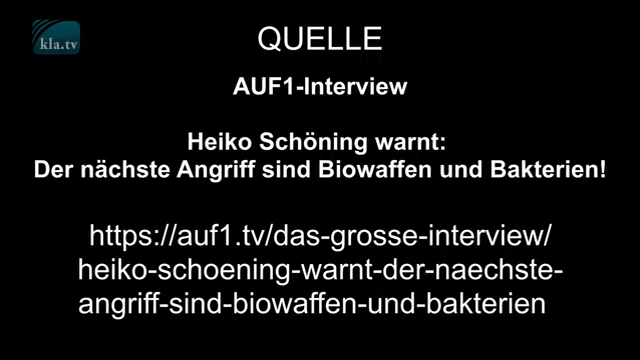 kla.tv
QUELLE
AUF1-Interview
Heiko Schöning warnt:
Der nächste Angriff sind Biowaffen und Bakterien!
https://auf1.tv/das-grosse-interview/
heiko-schoening-warnt-der-naechste-
angriff-sind-biowaffen-und-bakterien